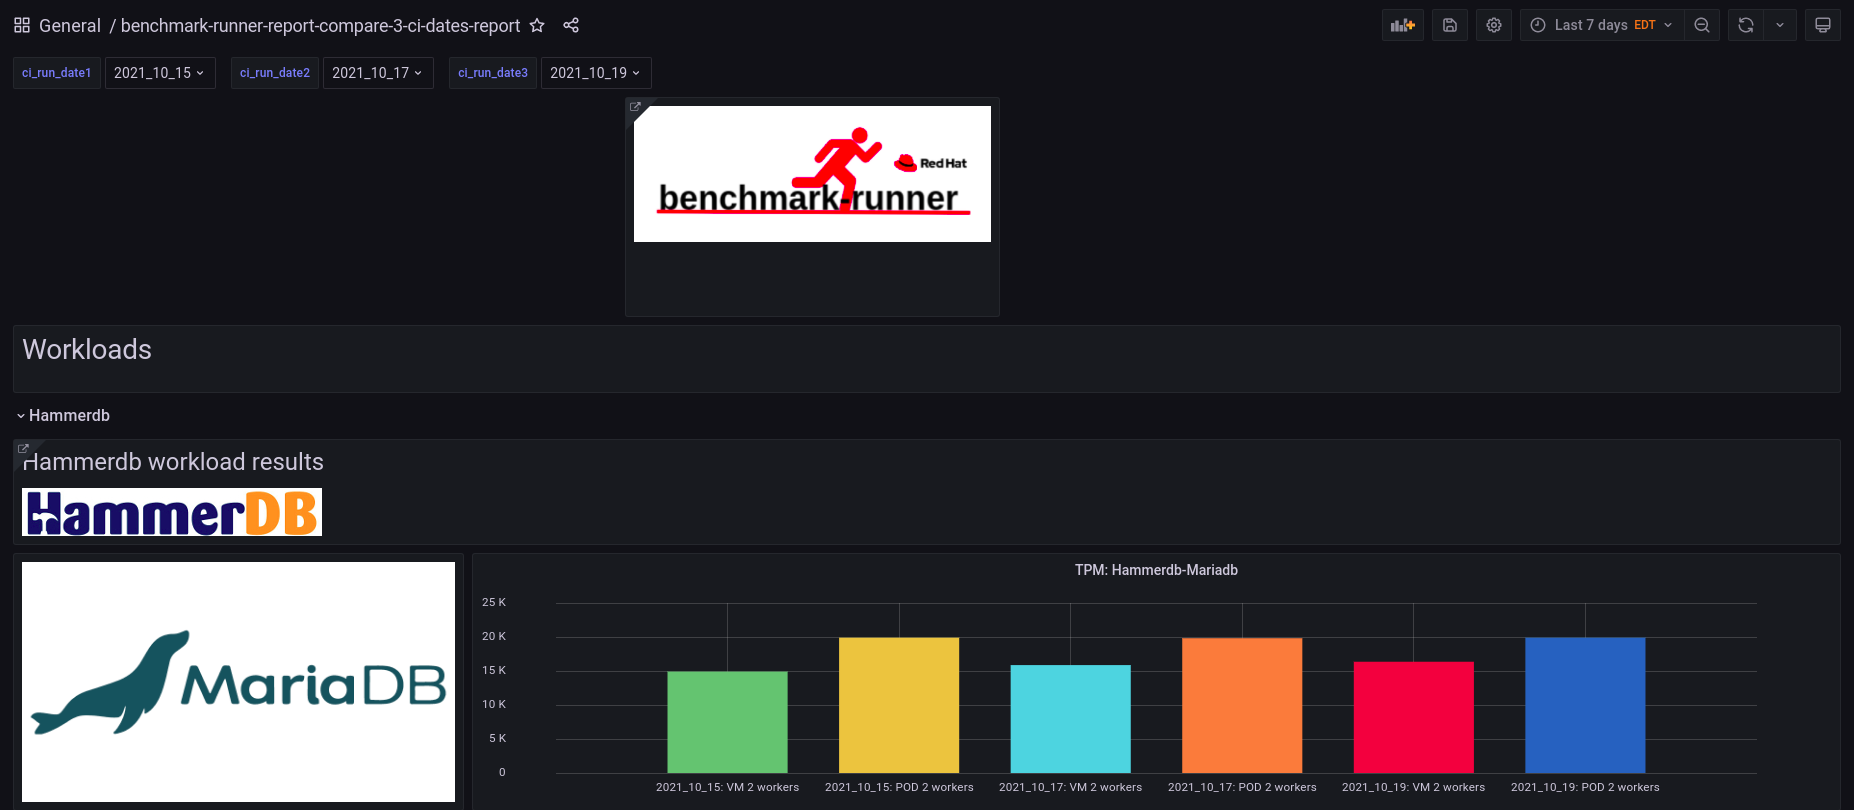 General / benchmark-runner-report-compare-3-ci-dates-report
Last 7 days EDT
ci_run_date1 2021_10_15 ci_run_date2 2021_10_17 ci_run_date3 2021_10_19
Red Hat
benchmark-runner
Workloads
Hammerdb
Hammerdb workload results
HammerDB
MariaDB
TPM: Hammerdb-Mariadb
25 K
20 K
15 K
10 K
5 K
0
2021_10_15: VM 2 workers 2021_10_15: POD 2 workers 2021_10_17: VM 2 workers 2021_10_17: POD 2 workers 2021_10_19: VM 2 workers 2021_10_19: POD 2 workers